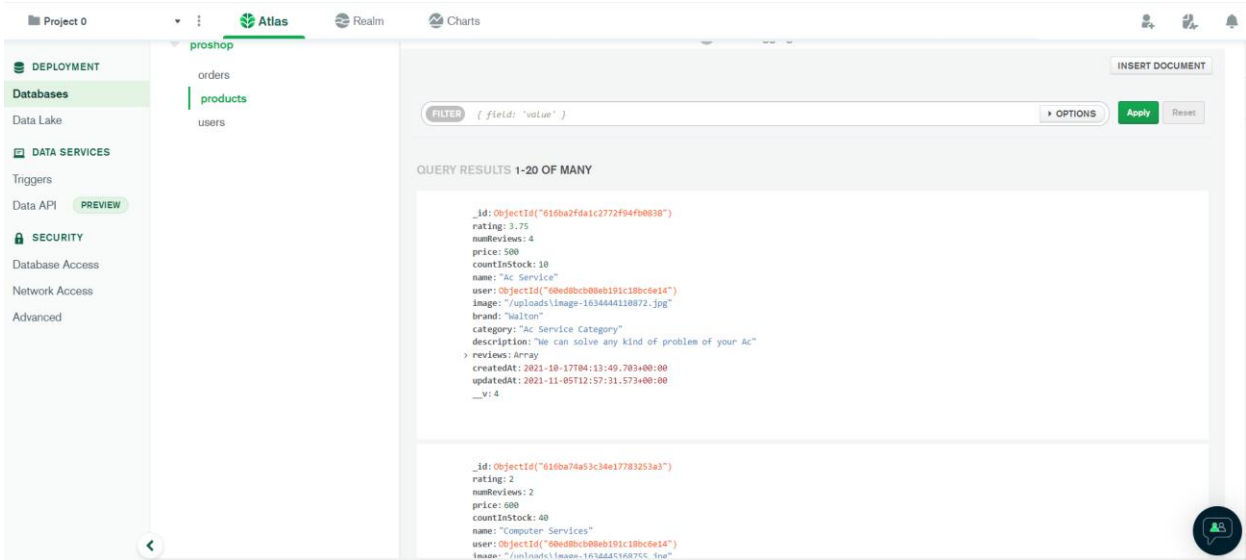 Project 0
Atlas
Realm
Charts
DEPLOYMENT
Databases
Data Lake
DATA SERVICES
Triggers
Data API PREVIEW
SECURITY
Database Access
Network Access
Advanced
proshop
orders
products
users
INSERT DOCUMENT
FILTER { field: 'value' }
OPTIONS
Apply
Reset
QUERY RESULTS 1-20 OF MANY
_id: ObjectId("616ba2fda1c2772f94fb0838")
rating: 3.75
numReviews: 4
price: 500
countInStock: 10
name: "Ac Service"
user: ObjectId("60ed8bcb08eb191c18bc6e14")
image: "/uploads\image-1634444110872.jpg"
brand: "Walton"
category: "Ac Service Category"
description: "We can solve any kind of problem of your Ac"
> reviews: Array
createdAt: 2021-10-17T04:13:49.703+00:00
updatedAt: 2021-11-05T12:57:31.573+00:00
__v: 4
_id: ObjectId("616ba74a53c34e17783253a3")
rating: 2
numReviews: 2
price: 600
countInStock: 40
name: "Computer Services"
user: ObjectId("60ed8bcb08eb191c18bc6e14")
image: "/uploads\image-1634445168755.jpg"